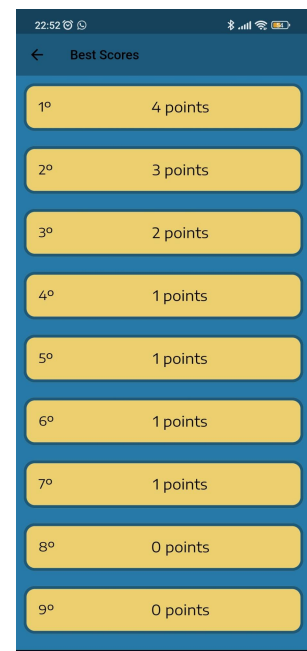 22:52
Best Scores
1º 4 points
2º 3 points
3º 2 points
4º 1 points
5º 1 points
6º 1 points
7º 1 points
8º 0 points
9º 0 points